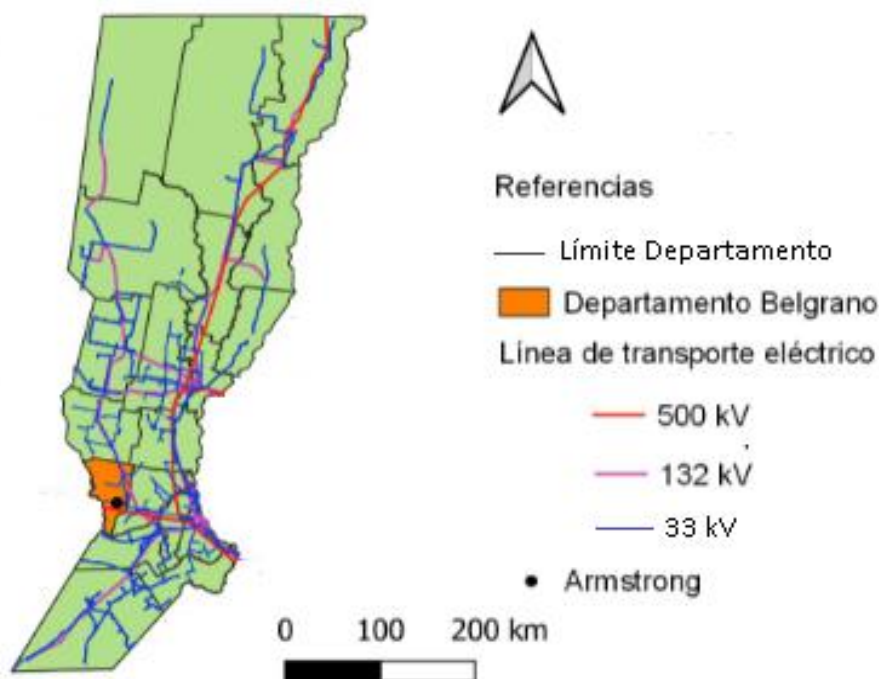 Referencias
Límite Departamento
Departamento Belgrano
Línea de transporte eléctrico
500 kV
132 kV
33 kV
Armstrong
0 100 200 km